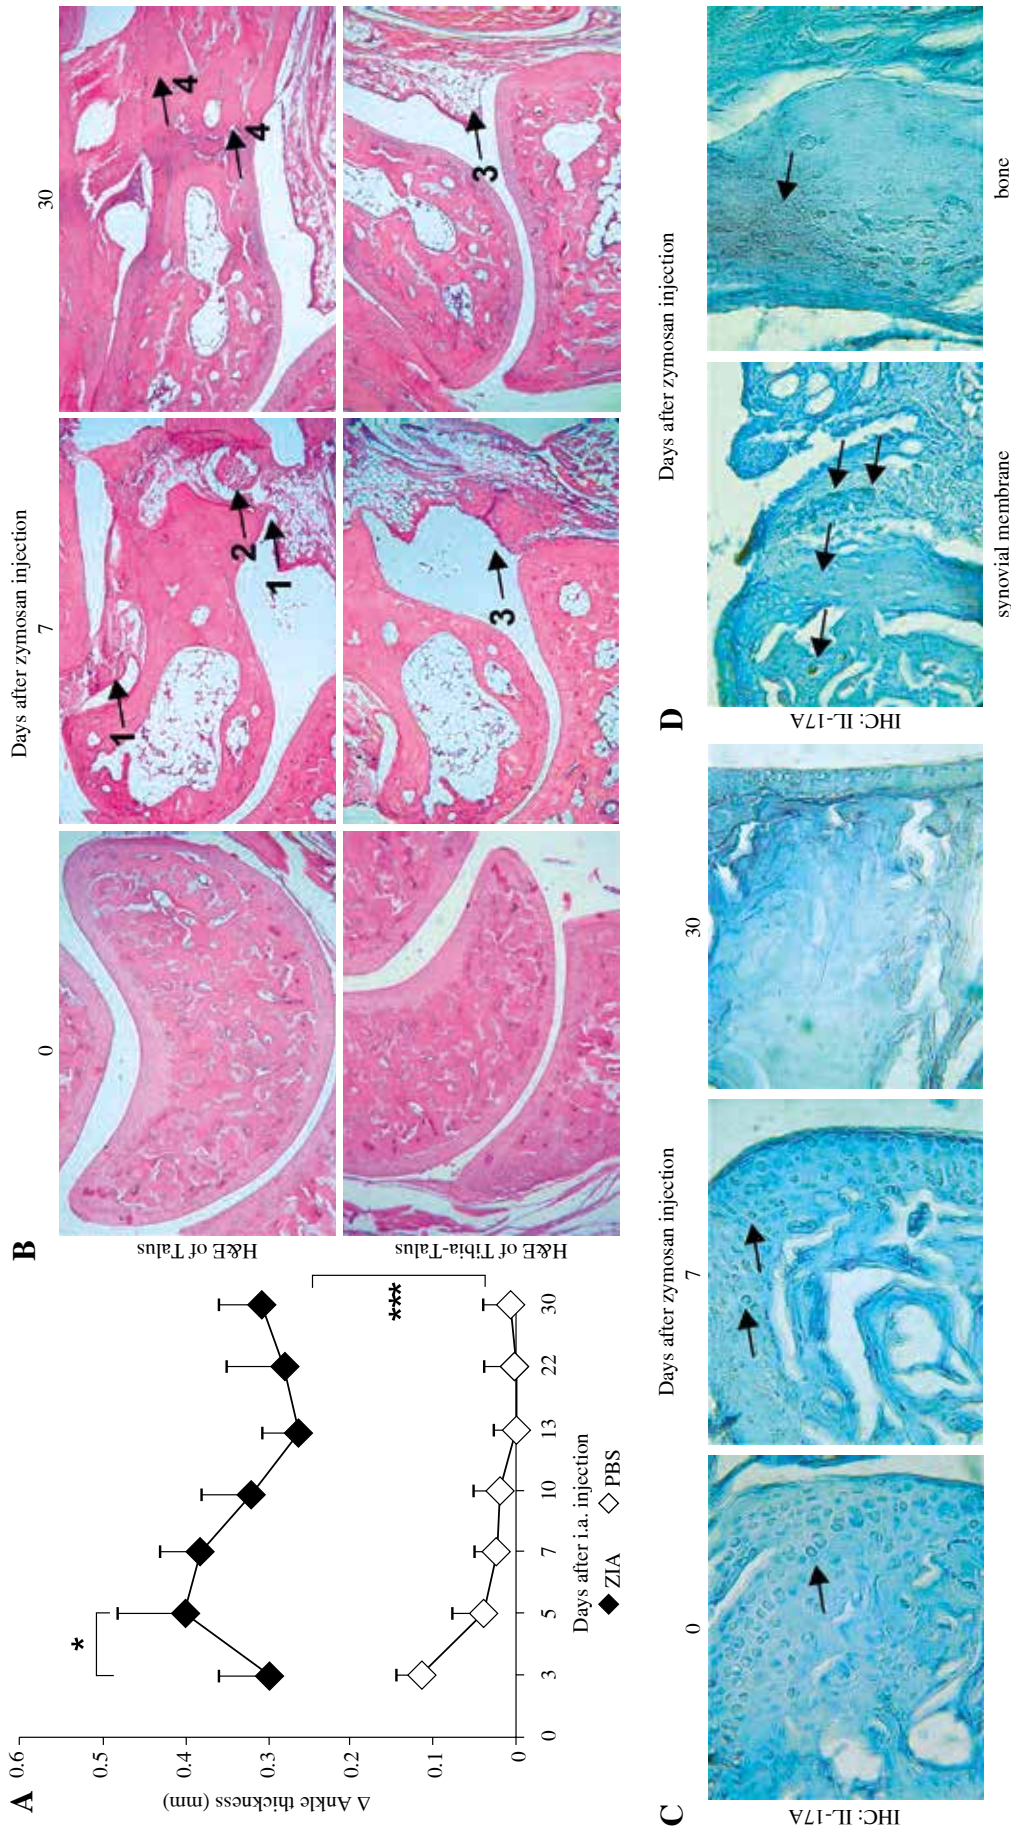 A
0.6
0.5
0.4
0.3
0.2
0.1
0
Δ Ankle thickness (mm)
*
***
0 3 5 7 10 13 22 30
Days after i.a. injection
ZIA PBS
B
Days after zymosan injection
0 7 30
H&E of Talus
1 2 1 4 4
H&E of Tibia-Talus
3 3
C
Days after zymosan injection
0 7 30
IHC: IL-17A
D
Days after zymosan injection
IHC: IL-17A
synovial membrane bone